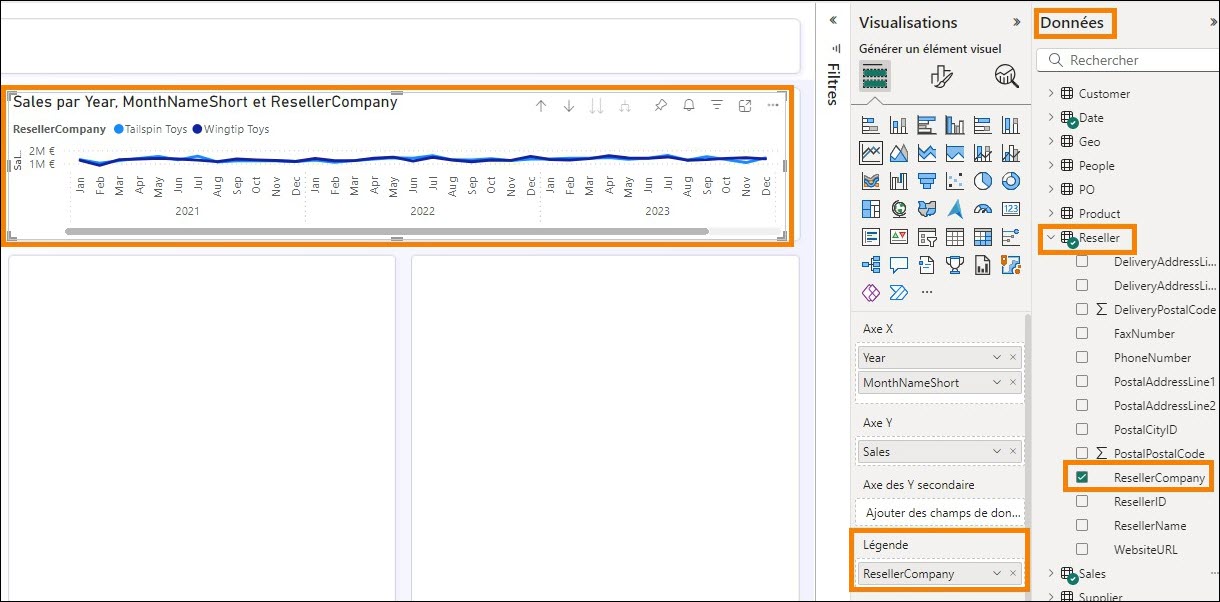 Sales par Year, MonthNameShort et ResellerCompany
ResellerCompany Tailspin Toys Wingtip Toys
Sal...
2M €
1M €
Jan Feb Mar Apr May Jun Jul Aug Sep Oct Nov Dec Jan Feb Mar Apr May Jun Jul Aug Sep Oct Nov Dec Jan Feb Mar Apr May Jun Jul Aug Sep Oct Nov Dec
2021 2022 2023
Filtres
Visualisations
Générer un élément visuel
123
Axe X
Year
MonthNameShort
Axe Y
Sales
Axe des Y secondaire
Ajouter des champs de don...
Légende
ResellerCompany
Données
Rechercher
Customer
Date
Geo
People
PO
Product
Reseller
DeliveryAddressLi...
DeliveryAddressLi...
DeliveryPostalCode
FaxNumber
PhoneNumber
PostalAddressLine1
PostalAddressLine2
PostalCityID
PostalPostalCode
ResellerCompany
ResellerID
ResellerName
WebsiteURL
Sales
Supplier